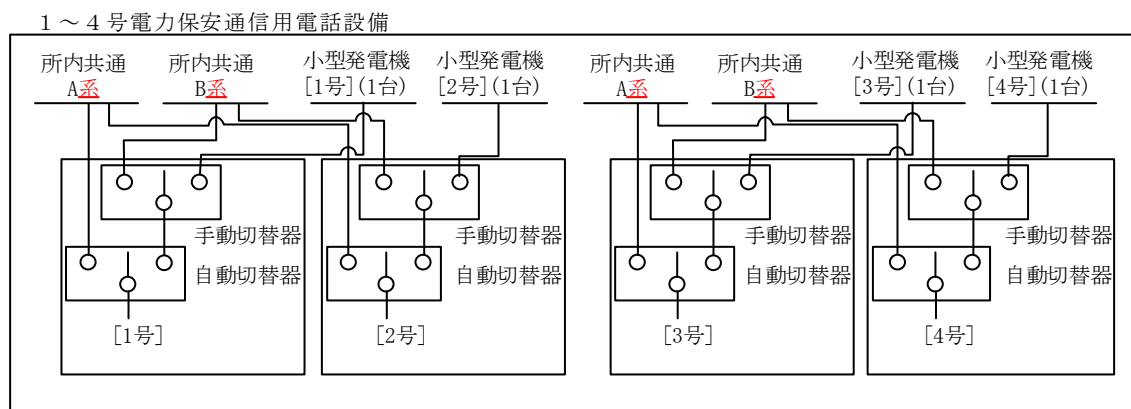 １～４号電力保安通信用電話設備
所内共通
A系
所内共通
B系
小型発電機
[1号](1台)
小型発電機
[2号](1台)
所内共通
A系
所内共通
B系
小型発電機
[3号](1台)
小型発電機
[4号](1台)
手動切替器
自動切替器
[1号]
手動切替器
自動切替器
[2号]
手動切替器
自動切替器
[3号]
手動切替器
自動切替器
[4号]